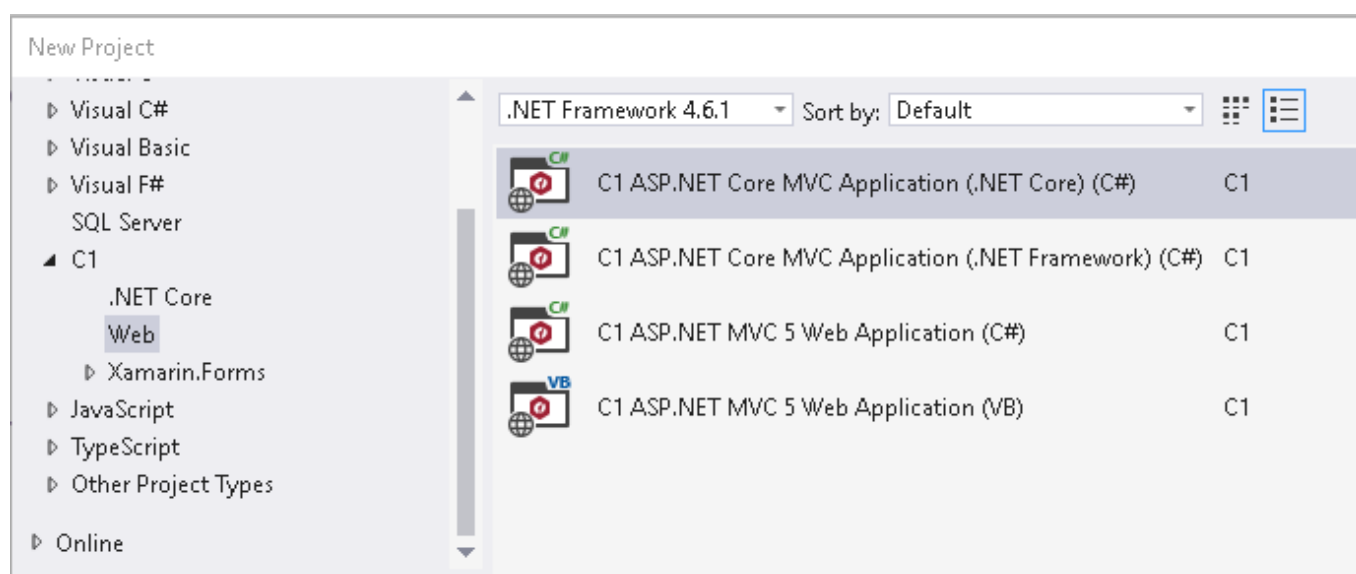 New Project
Visual C#
Visual Basic
Visual F#
SQL Server
C1
.NET Core
Web
Xamarin.Forms
JavaScript
TypeScript
Other Project Types
Online
.NET Framework 4.6.1 Sort by: Default
C# C1 ASP.NET Core MVC Application (.NET Core) (C#) C1
C# C1 ASP.NET Core MVC Application (.NET Framework) (C#) C1
C# C1 ASP.NET MVC 5 Web Application (C#) C1
VB C1 ASP.NET MVC 5 Web Application (VB) C1